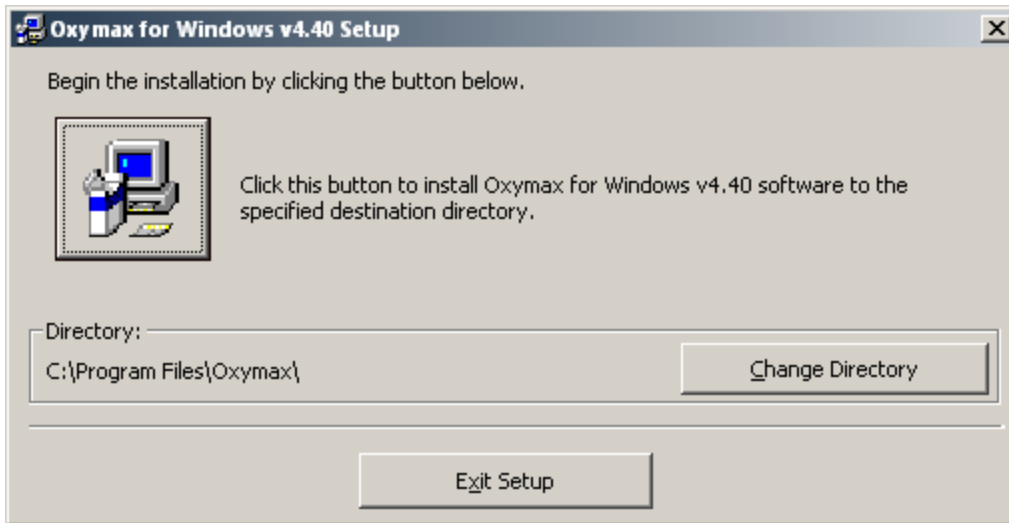 Oxymax for Windows v4.40 Setup
Begin the installation by clicking the button below.
Click this button to install Oxymax for Windows v4.40 software to the
specified destination directory.
Directory:
C:\Program Files\Oxymax\
Change Directory
Exit Setup